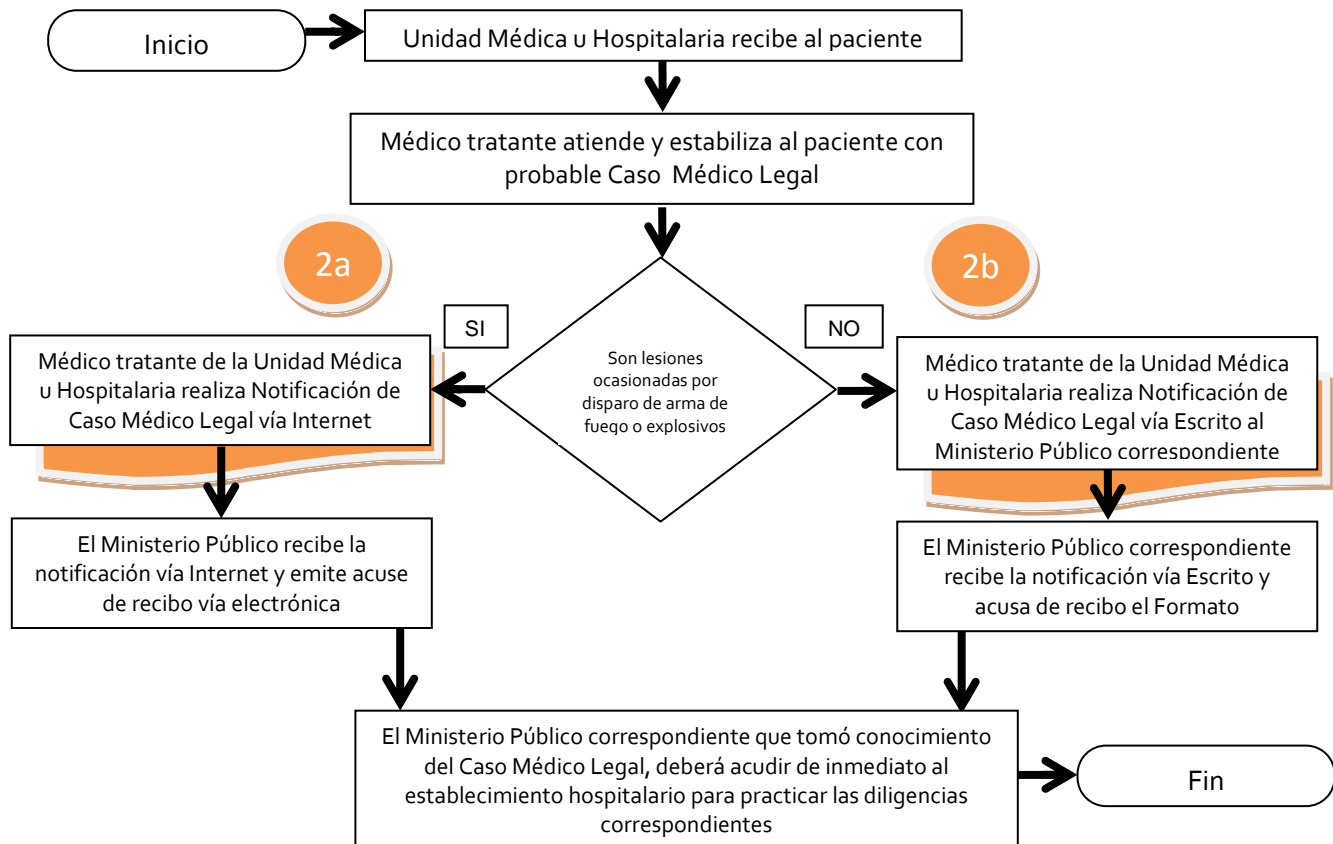 Inicio
Unidad Médica u Hospitalaria recibe al paciente
Médico tratante atiende y estabiliza al paciente con
probable Caso Médico Legal
2a
2b
SI
NO
Son lesiones
ocasionadas por
disparo de arma de
fuego o explosivos
Médico tratante de la Unidad Médica
u Hospitalaria realiza Notificación de
Caso Médico Legal vía Internet
Médico tratante de la Unidad Médica
u Hospitalaria realiza Notificación de
Caso Médico Legal vía Escrito al
Ministerio Público correspondiente
El Ministerio Público recibe la
notificación vía Internet y emite acuse
de recibo vía electrónica
El Ministerio Público correspondiente
recibe la notificación vía Escrito y
acusa de recibo el Formato
El Ministerio Público correspondiente que tomó conocimiento
del Caso Médico Legal, deberá acudir de inmediato al
establecimiento hospitalario para practicar las diligencias
correspondientes
Fin